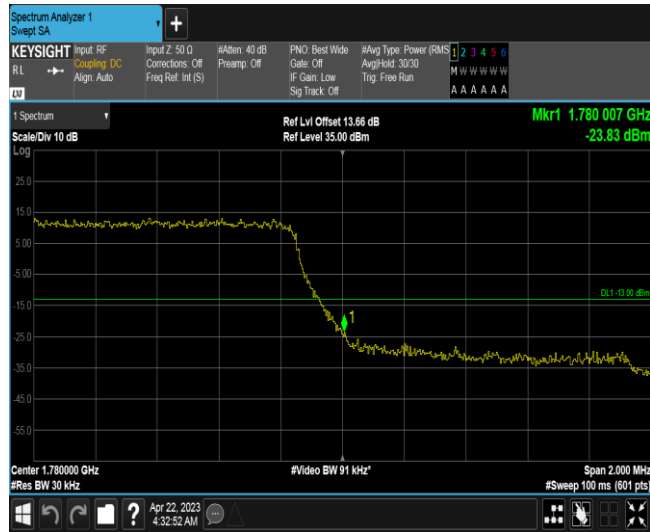 Spectrum Analyzer 1
Swept SA
+
KEYSIGHT
R L
LXI
Input: RF
Coupling: DC
Align: Auto
Input Z: 50 Ω
Corrections: Off
Freq Ref: Int (S)
#Atten: 40 dB
Preamp: Off
PNO: Best Wide
Gate: Off
IF Gain: Low
Sig Track: Off
#Avg Type: Power (RMS
Avg|Hold: 30/30
Trig: Free Run
1 2 3 4 5 6
M W W W W W
A A A A A A
1 Spectrum
Scale/Div 10 dB
Log
Ref Lvl Offset 13.66 dB
Ref Level 35.00 dBm
Mkr1 1.780 007 GHz
-23.83 dBm
25.0
15.0
5.00
-5.00
-15.0
-25.0
-35.0
-45.0
-55.0
DL1 -13.00 dBm
1
Center 1.780000 GHz
#Res BW 30 kHz
#Video BW 91 kHz*
Span 2.000 MHz
#Sweep 100 ms (601 pts)
?
Apr 22, 2023
4:32:52 AM